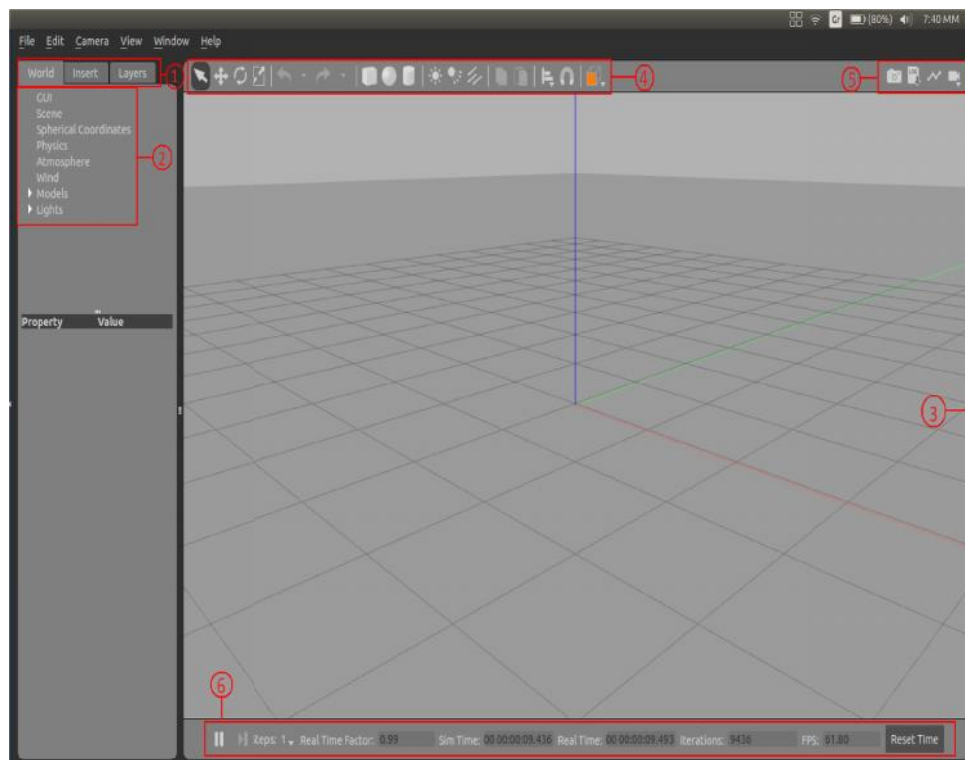 Gr (80%) 7:40 MM
File Edit Camera View Window Help
World Insert Layers 1
4
5
GUI
Scene
Spherical Coordinates
Physics
Atmosphere
Wind
Models
Lights
2
Property Value
3
6
Steps: 1 Real Time Factor: 0.99 Sim Time: 00 00:00:09.436 Real Time: 00 00:00:09.493 Iterations: 9436 FPS: 61.80 Reset Time